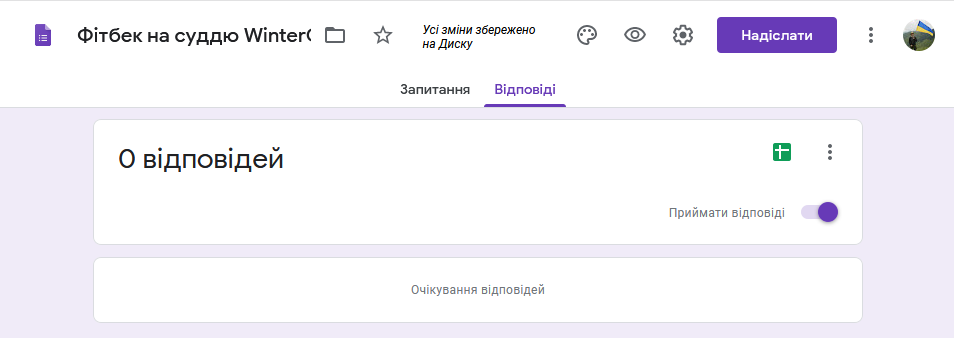 Фітбек на суддю Winter
Усі зміни збережено
на Диску
Надіслати
Запитання
Відповіді
0 відповідей
Приймати відповіді
Очікування відповідей